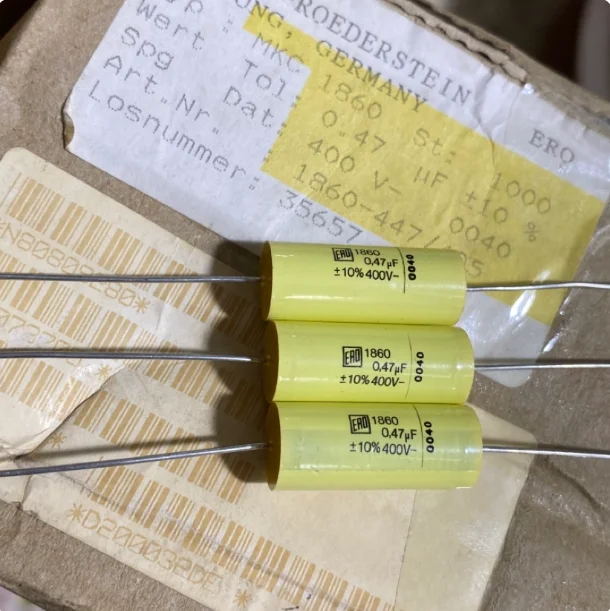 ROEDERSTEIN
UNG, GERMANY
ERO
Typ : MKC 1860 St: 1000
Wert : 0.47 µF ±10 %
Spg Tol: 400 V- 0040
Art.Nr. Dat: 1860-447/
Losnummer: 35657
ERO 1860
0,47µF
±10% 400V-
0040
ERO 1860
0,47µF
±10% 400V-
0040
ERO 1860
0,47µF
±10% 400V-
0040